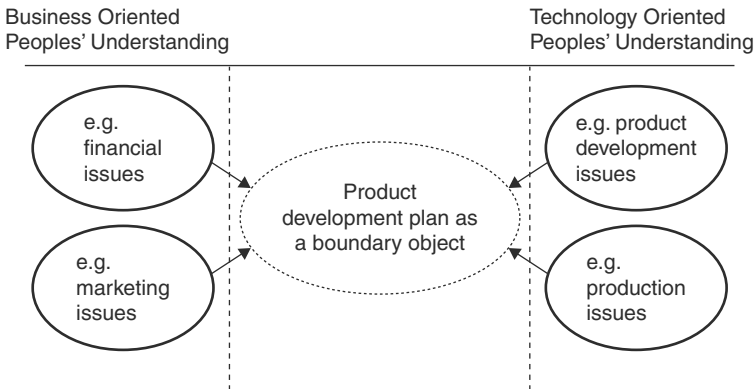 Business Oriented
Peoples’ Understanding
Technology Oriented
Peoples’ Understanding
e.g.
financial
issues
e.g.
marketing
issues
Product
development plan as
a boundary object
e.g. product
development
issues
e.g.
production
issues